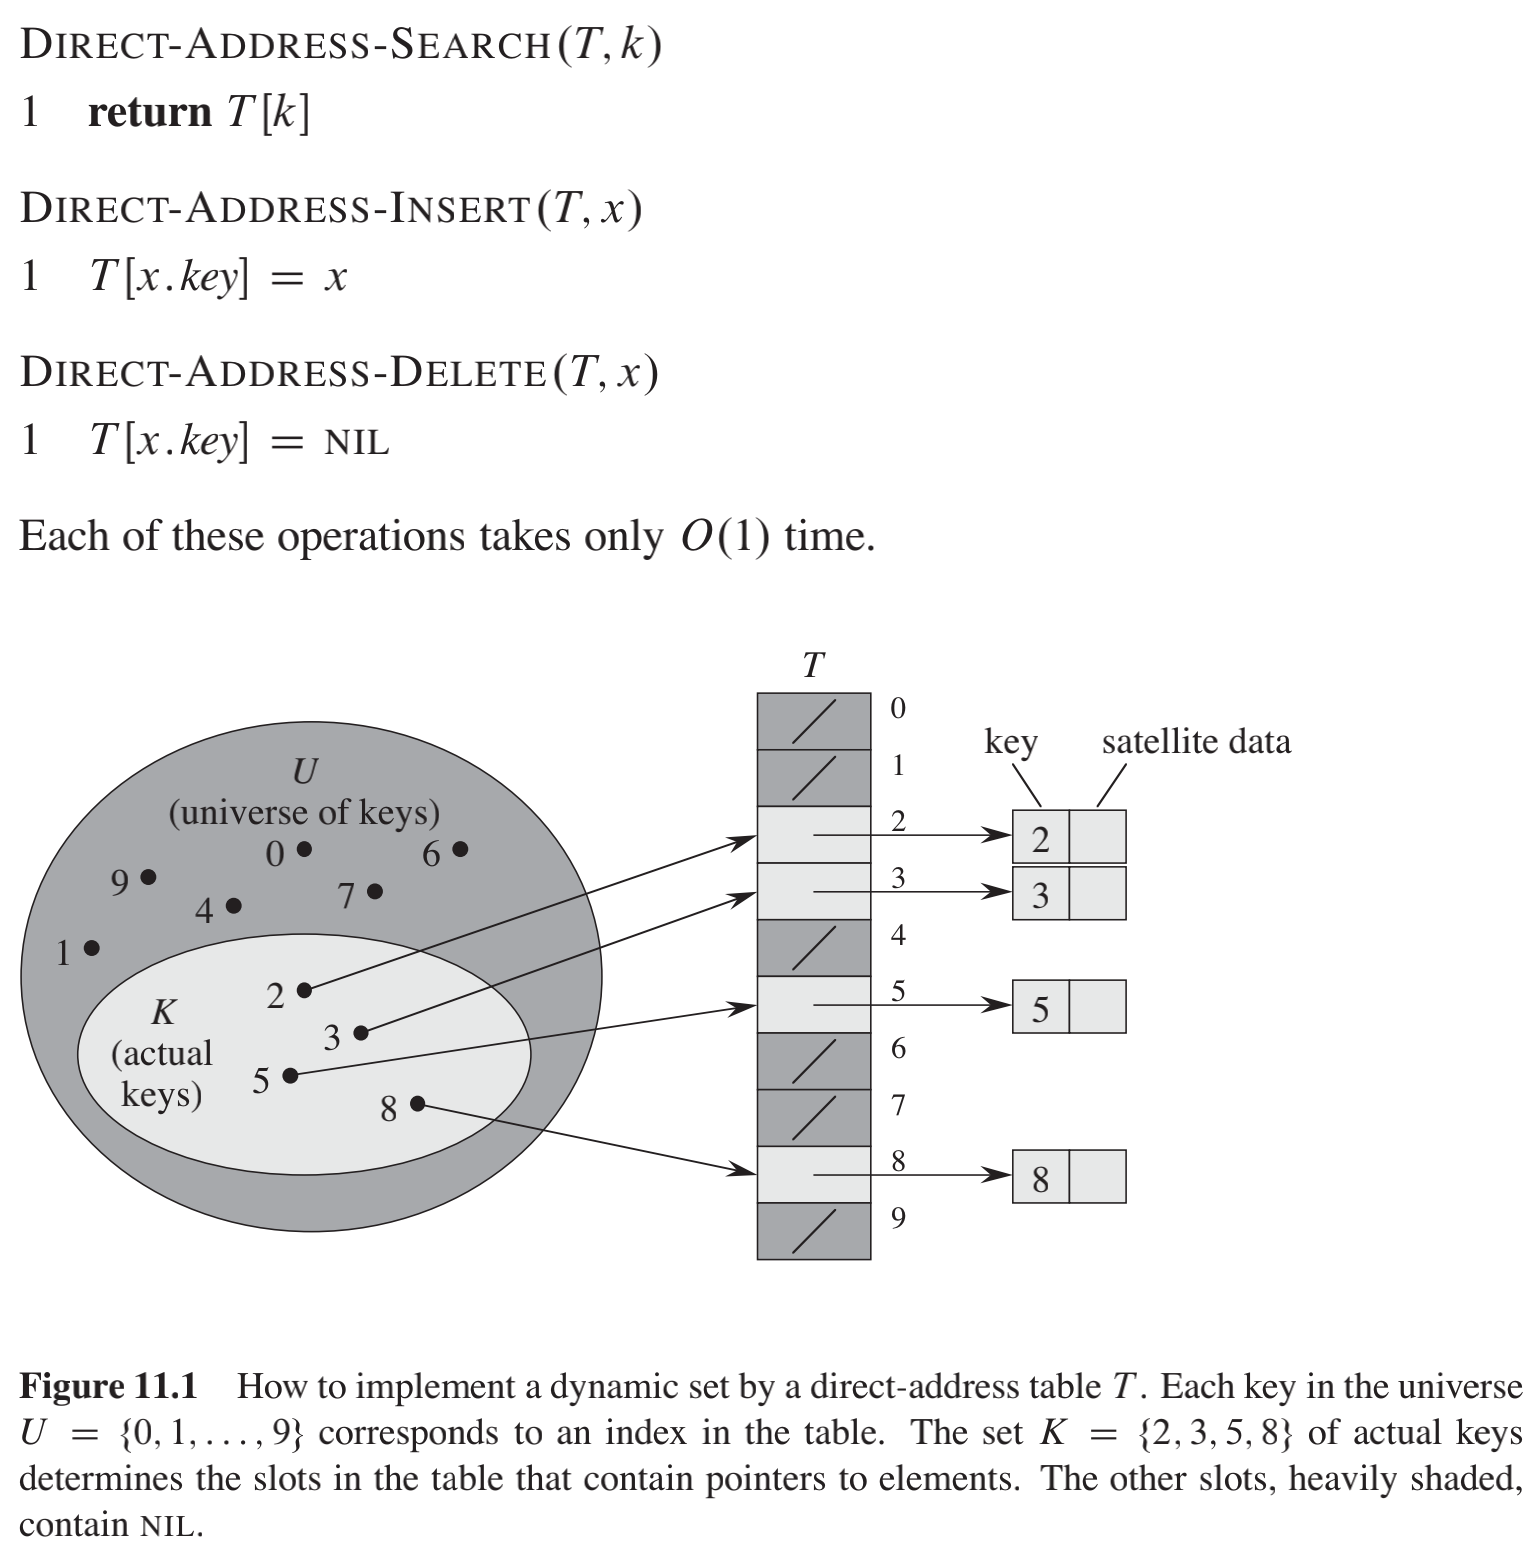 DIRECT-ADDRESS-SEARCH(T, k)
1 return T[k]
DIRECT-ADDRESS-INSERT(T, x)
1 T[x.key] = x
DIRECT-ADDRESS-DELETE(T, x)
1 T[x.key] = NIL
Each of these operations takes only O(1) time.
T
U
(universe of keys)
0
6
9
7
4
1
2
K
(actual
keys)
3
5
8
0
1
2
3
4
5
6
7
8
9
key satellite data
2
3
5
8
Figure 11.1 How to implement a dynamic set by a direct-address table T. Each key in the universe
U = {0, 1, . . . , 9} corresponds to an index in the table. The set K = {2, 3, 5, 8} of actual keys
determines the slots in the table that contain pointers to elements. The other slots, heavily shaded,
contain NIL.